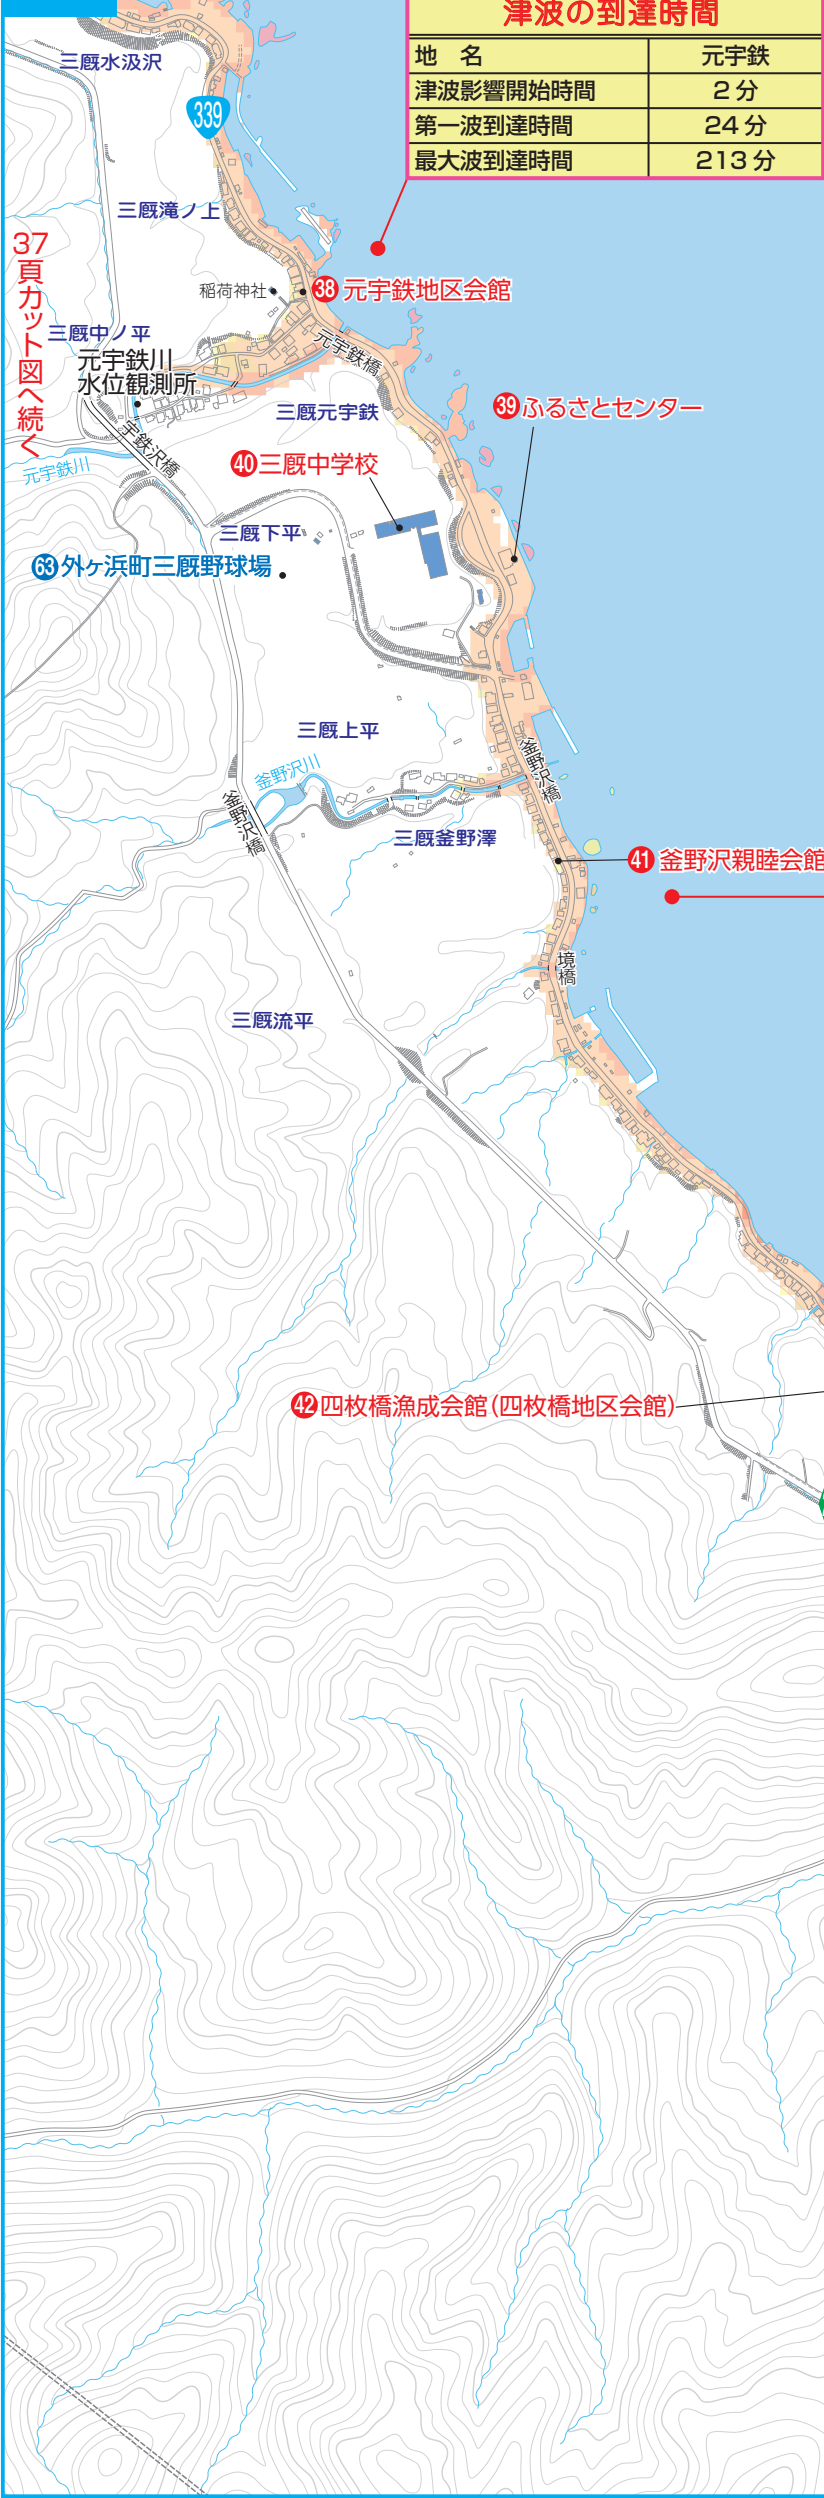 津波の到達時間
地 名 元宇鉄
津波影響開始時間 2分
第一波到達時間 24分
最大波到達時間 213分
三厩水汲沢
339
三厩滝ノ上
37頁カット図へ続く
稲荷神社
38 元宇鉄地区会館
三厩中ノ平
元宇鉄橋
元宇鉄川
水位観測所
三厩元宇鉄
39 ふるさとセンター
宇鉄沢橋
元宇鉄川
40 三厩中学校
三厩下平
63 外ヶ浜町三厩野球場
三厩上平
釜野沢橋
釜野沢川
釜野沢橋
三厩釜野澤
41 釜野沢親睦会館
境橋
三厩流平
42 四枚橋漁成会館(四枚橋地区会館)